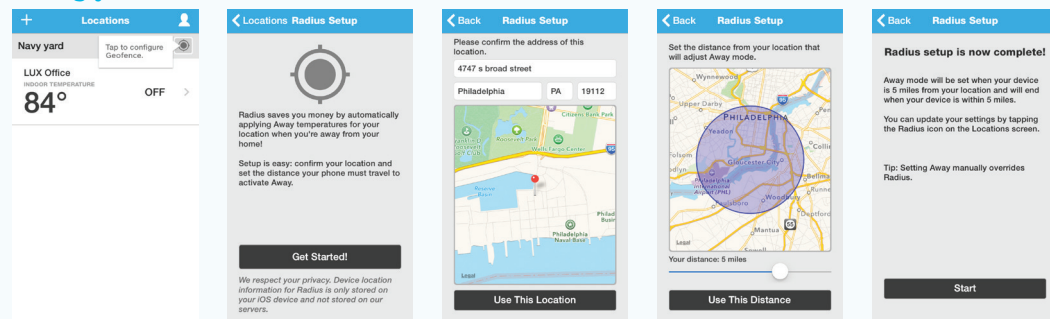 Locations
Navy yard
Tap to configure
Geofence.
LUX Office
INDOOR TEMPERATURE
84°
OFF
Locations Radius Setup
Radius saves you money by automatically
applying Away temperatures for your
location when you're away from your
home!
Setup is easy: confirm your location and
set the distance your phone must travel to
activate Away.
Get Started!
We respect your privacy. Device location
information for Radius is only stored on
your iOS device and not stored on our
servers.
Back Radius Setup
Please confirm the address of this
location.
4747 s broad street
Philadelphia PA 19112
Citizens Bank Park
Roosevelt Park
Wells Fargo Center
95
Reserve
Basin
Philadelphia
Naval Base
Legal
Use This Location
Back Radius Setup
Set the distance from your location that
will adjust Away mode.
Wynnewood
Upper Darby
95
PHILADELPHIA
Yeadon
Folsom
Gloucester City
Philadelphia
International
Airport (PHL)
Woodbury
Mantua
55
Legal
Your distance: 5 miles
Use This Distance
Back Radius Setup
Radius setup is now complete!
Away mode will be set when your device
is 5 miles from your location and will end
when your device is within 5 miles.
You can update your settings by tapping
the Radius icon on the Locations screen.
Tip: Setting Away manually overrides
Radius.
Start